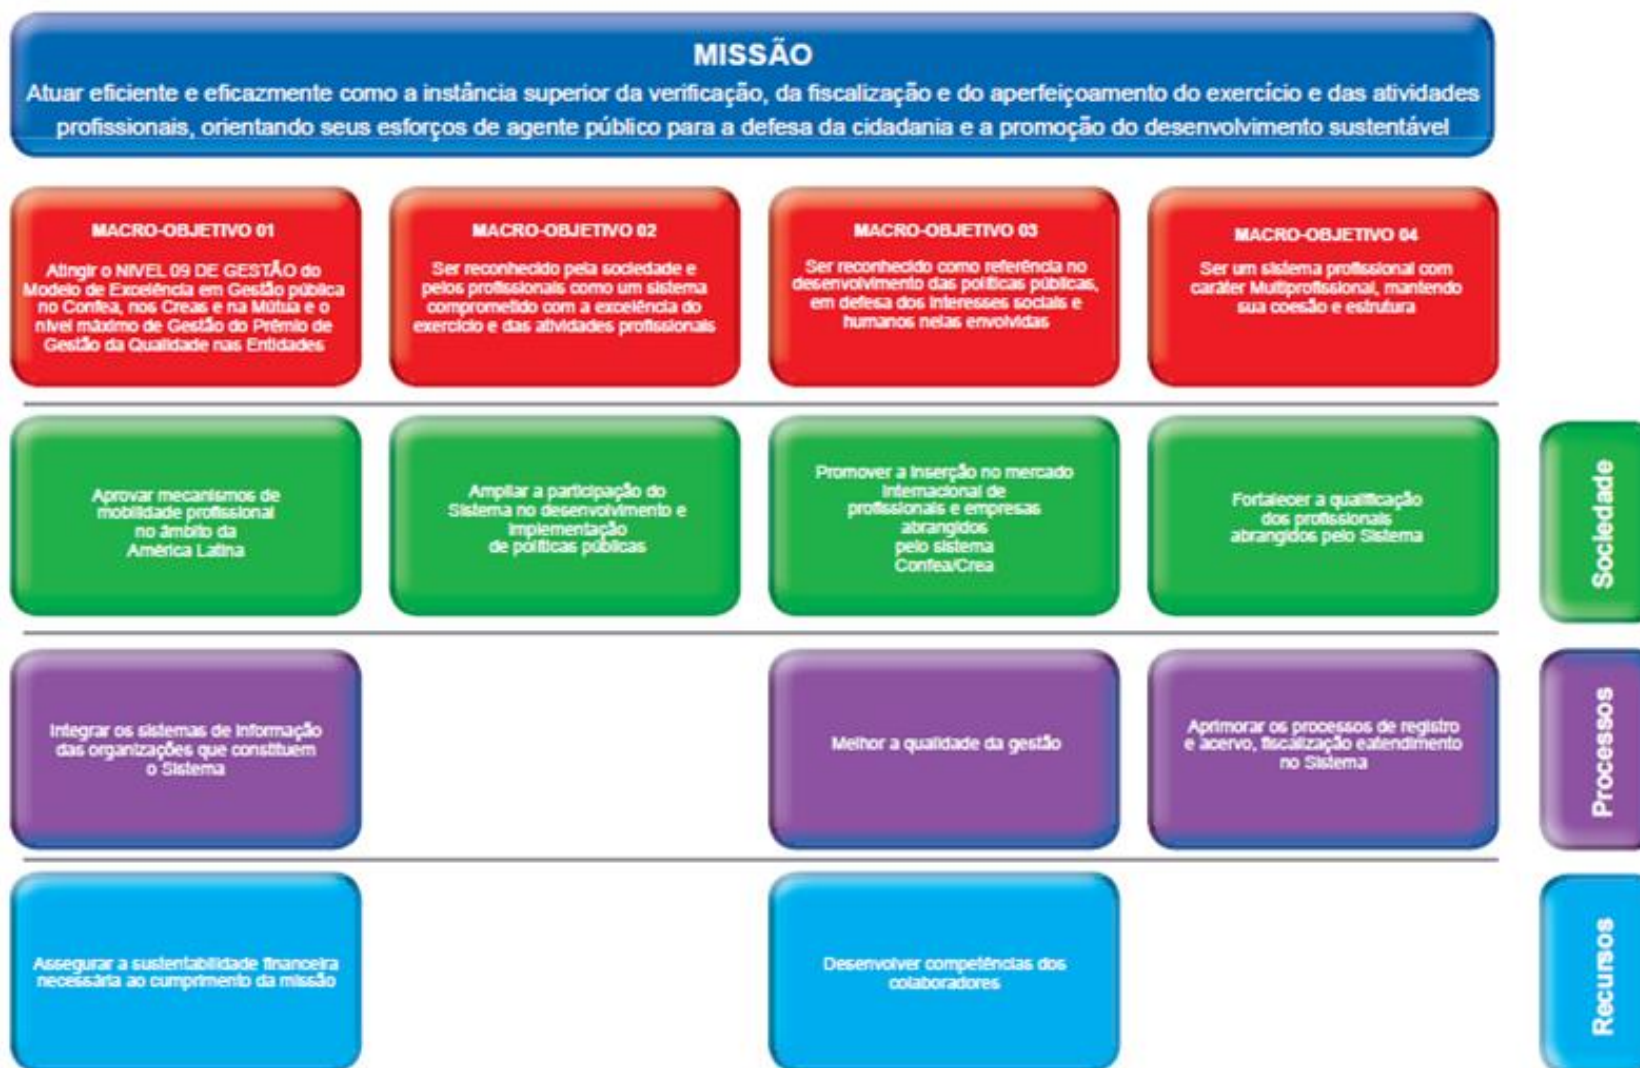 MISSÃO
Atuar eficiente e eficazmente como a instância superior da verificação, da fiscalização e do aperfeiçoamento do exercício e das atividades
profissionais, orientando seus esforços de agente público para a defesa da cidadania e a promoção do desenvolvimento sustentável
MACRO-OBJETIVO 01
Atingir o NIVEL 09 DE GESTÃO do
Modelo de Excelência em Gestão pública
no Confea, nos Creas e na Mútua e o
nível máximo de Gestão do Prêmio de
Gestão da Qualidade nas Entidades
MACRO-OBJETIVO 02
Ser reconhecido pela sociedade e
pelos profissionais como um sistema
comprometido com a excelência do
exercício e das atividades profissionais
MACRO-OBJETIVO 03
Ser reconhecido como referência no
desenvolvimento das políticas públicas,
em defesa dos interesses sociais e
humanos nelas envolvidas
MACRO-OBJETIVO 04
Ser um sistema profissional com
caráter Multiprofissional, mantendo
sua coesão e estrutura
Aprovar mecanismos de
mobilidade profissional
no âmbito da
América Latina
Ampliar a participação do
Sistema no desenvolvimento e
implementação
de políticas públicas
Promover a inserção no mercado
internacional de
profissionais e empresas
abrangidos
pelo sistema
Confea/Crea
Fortalecer a qualificação
dos profissionais
abrangidos pelo Sistema
Sociedade
Integrar os sistemas de informação
das organizações que constituem
o Sistema
Melhor a qualidade da gestão
Aprimorar os processos de registro
e acervo, fiscalização eatendimento
no Sistema
Processos
Assegurar a sustentabilidade financeira
necessária ao cumprimento da missão
Desenvolver competências dos
colaboradores
Recursos